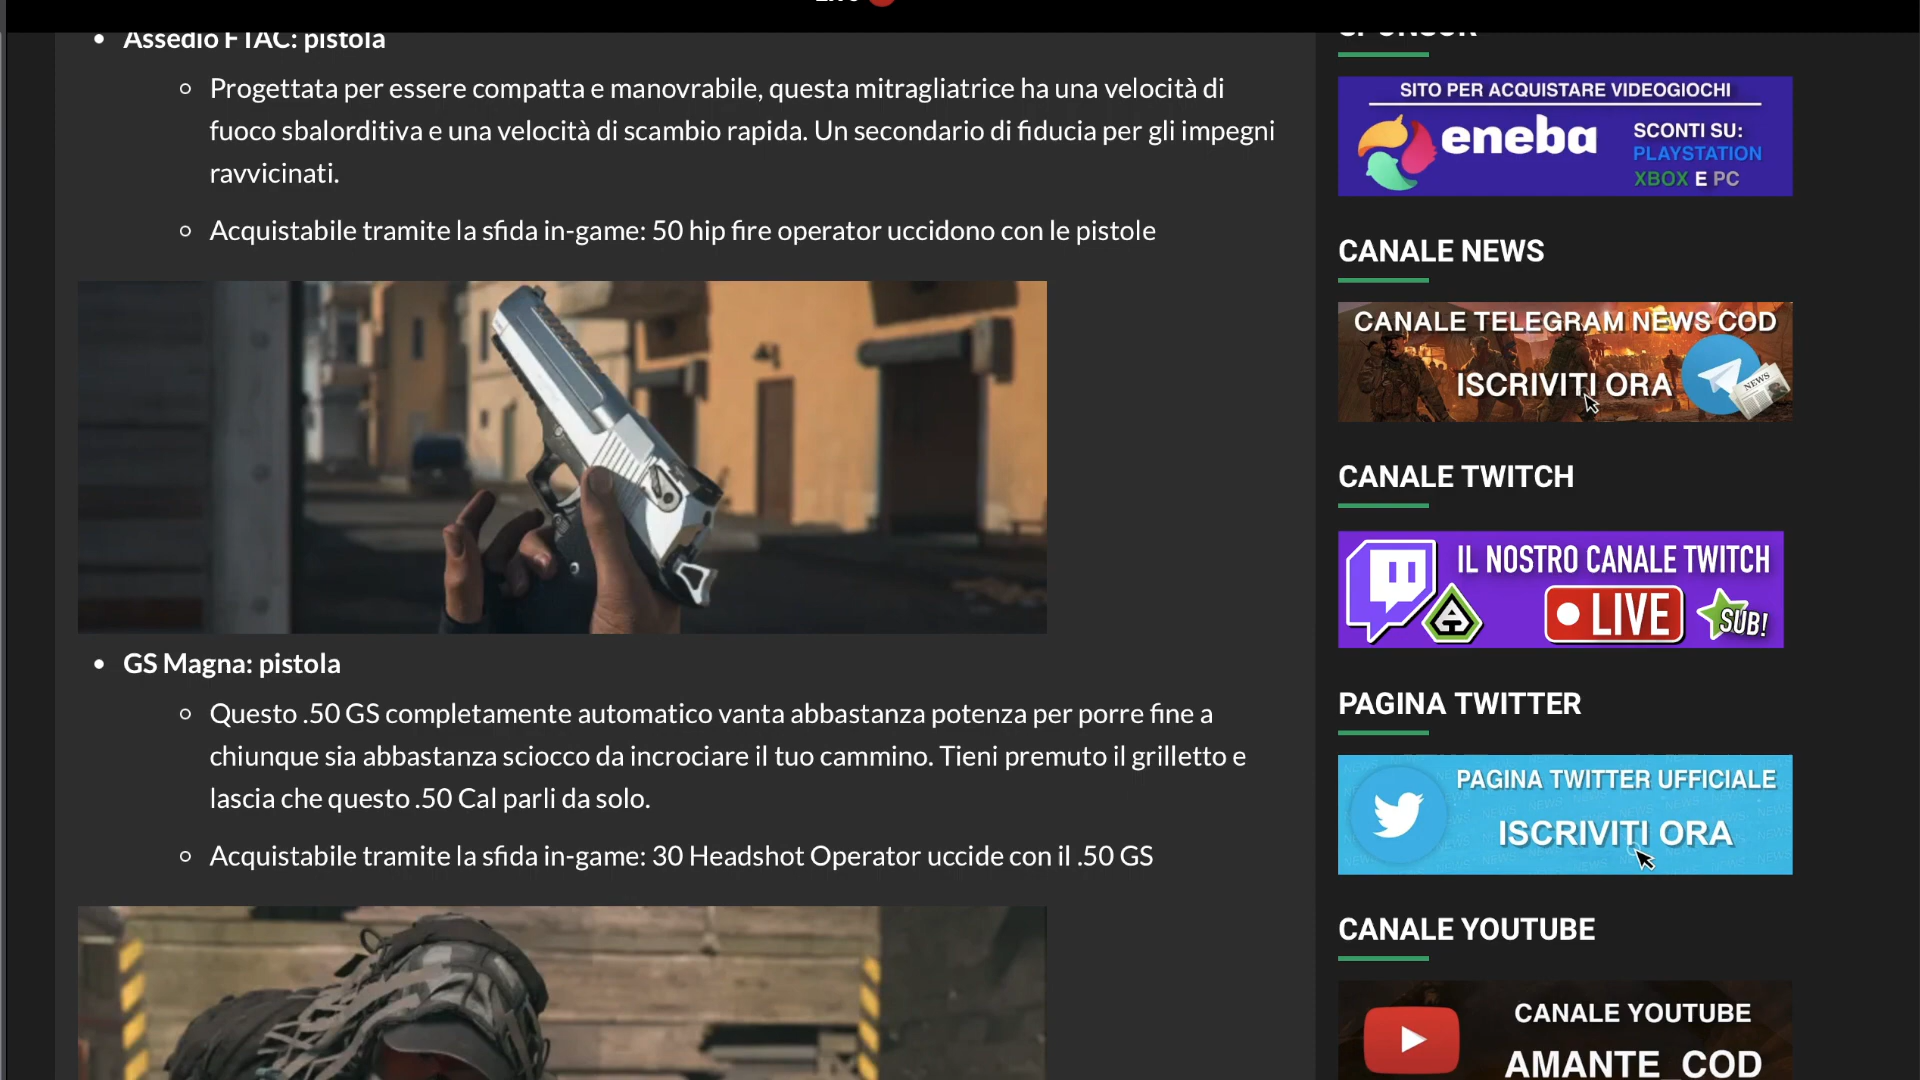 Assedio FTAC: pistola
Progettata per essere compatta e manovrabile, questa mitragliatrice ha una velocità di
fuoco sbalorditiva e una velocità di scambio rapida. Un secondario di fiducia per gli impegni
ravvicinati.
Acquistabile tramite la sfida in-game: 50 hip fire operator uccidono con le pistole
GS Magna: pistola
Questo .50 GS completamente automatico vanta abbastanza potenza per porre fine a
chiunque sia abbastanza sciocco da incrociare il tuo cammino. Tieni premuto il grilletto e
lascia che questo .50 Cal parli da solo.
Acquistabile tramite la sfida in-game: 30 Headshot Operator uccide con il .50 GS
SPONSOR
SITO PER ACQUISTARE VIDEOGIOCHI
eneba
SCONTI SU:
PLAYSTATION
XBOX E PC
CANALE NEWS
CANALE TELEGRAM NEWS COD
ISCRIVITI ORA
NEWS
CANALE TWITCH
IL NOSTRO CANALE TWITCH
LIVE
SUB!
PAGINA TWITTER
PAGINA TWITTER UFFICIALE
ISCRIVITI ORA
CANALE YOUTUBE
CANALE YOUTUBE
AMANTE_COD